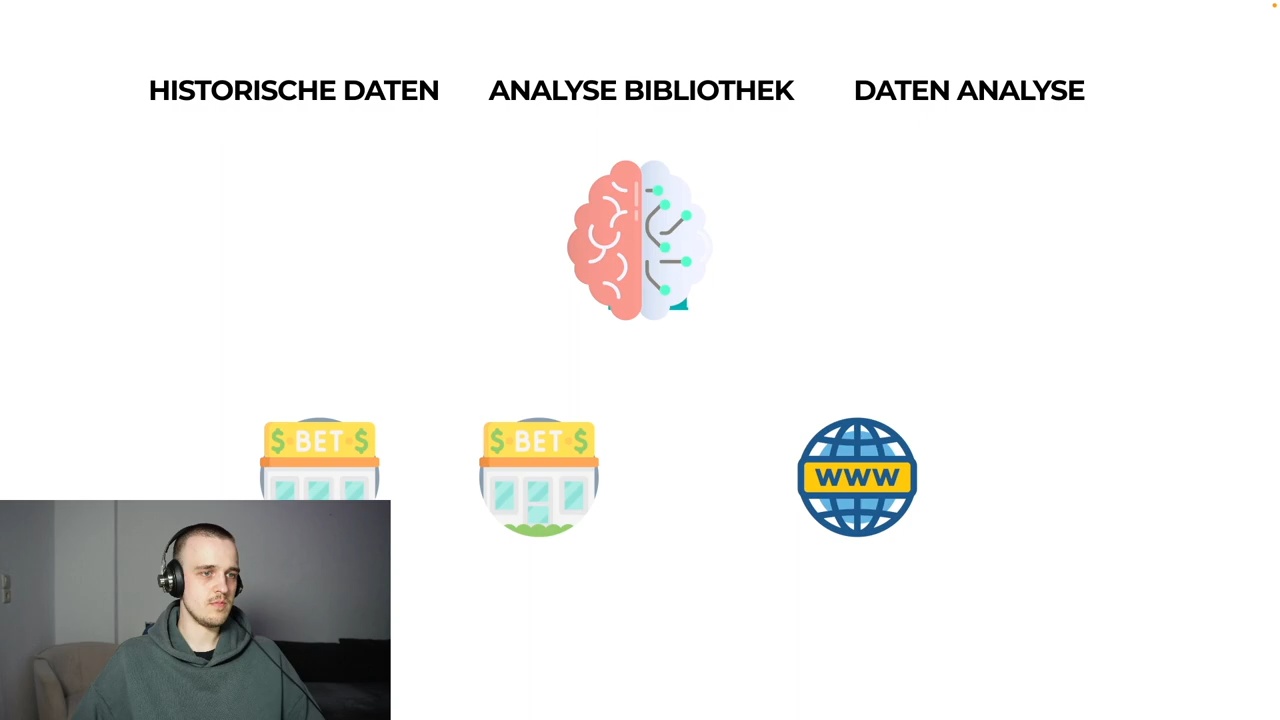 HISTORISCHE DATEN
ANALYSE BIBLIOTHEK
DATEN ANALYSE
$ BET $
$ BET $
WWW